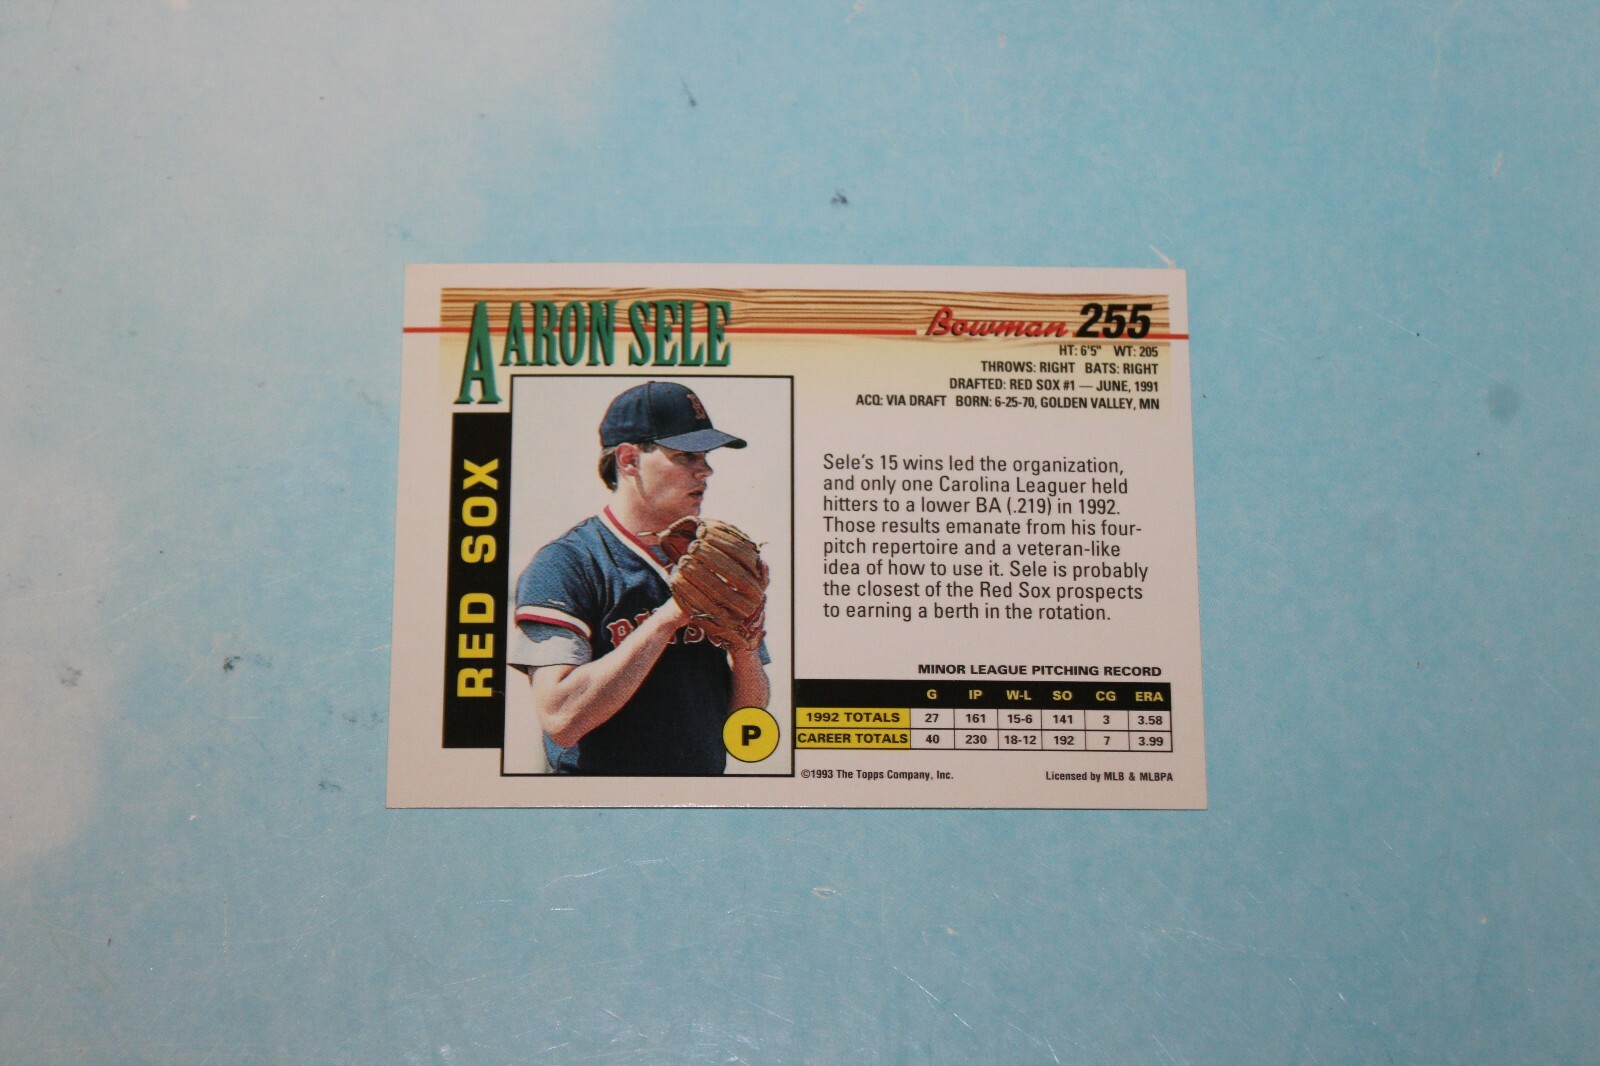 AARON SELE
Bowman 255
HT: 6'5" WT: 205
THROWS: RIGHT BATS: RIGHT
DRAFTED: RED SOX #1 — JUNE, 1991
ACQ: VIA DRAFT BORN: 6-25-70, GOLDEN VALLEY, MN
RED SOX
Sele's 15 wins led the organization,
and only one Carolina Leaguer held
hitters to a lower BA (.219) in 1992.
Those results emanate from his four-
pitch repertoire and a veteran-like
idea of how to use it. Sele is probably
the closest of the Red Sox prospects
to earning a berth in the rotation.
P
MINOR LEAGUE PITCHING RECORD
G IP W-L SO CG ERA
1992 TOTALS 27 161 15-6 141 3 3.58
CAREER TOTALS 40 230 18-12 192 7 3.99
©1993 The Topps Company, Inc. Licensed by MLB & MLBPA